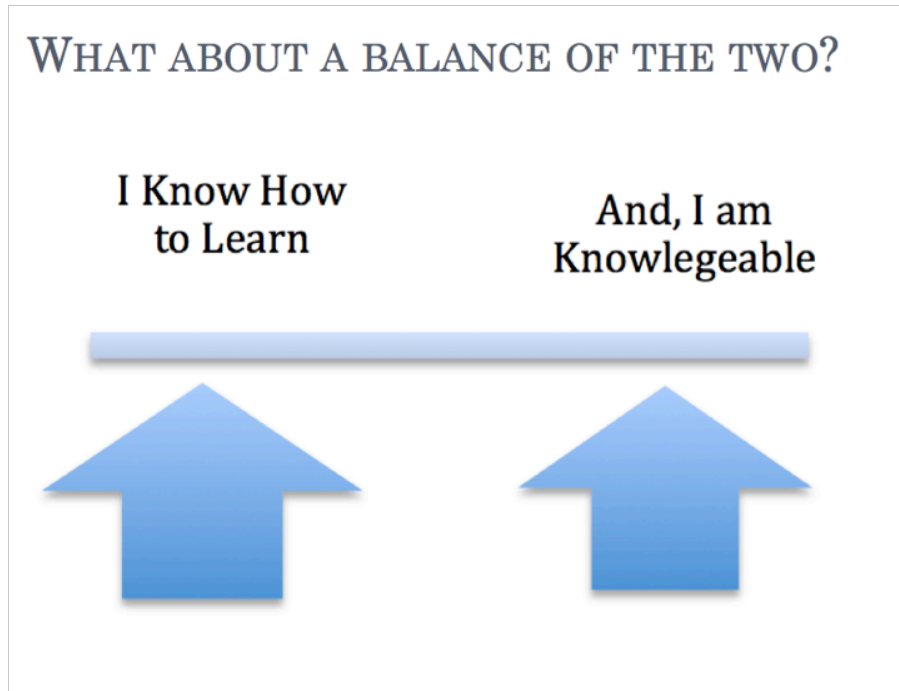 WHAT ABOUT A BALANCE OF THE TWO?
I Know How
to Learn
And, I am
Knowlegeable